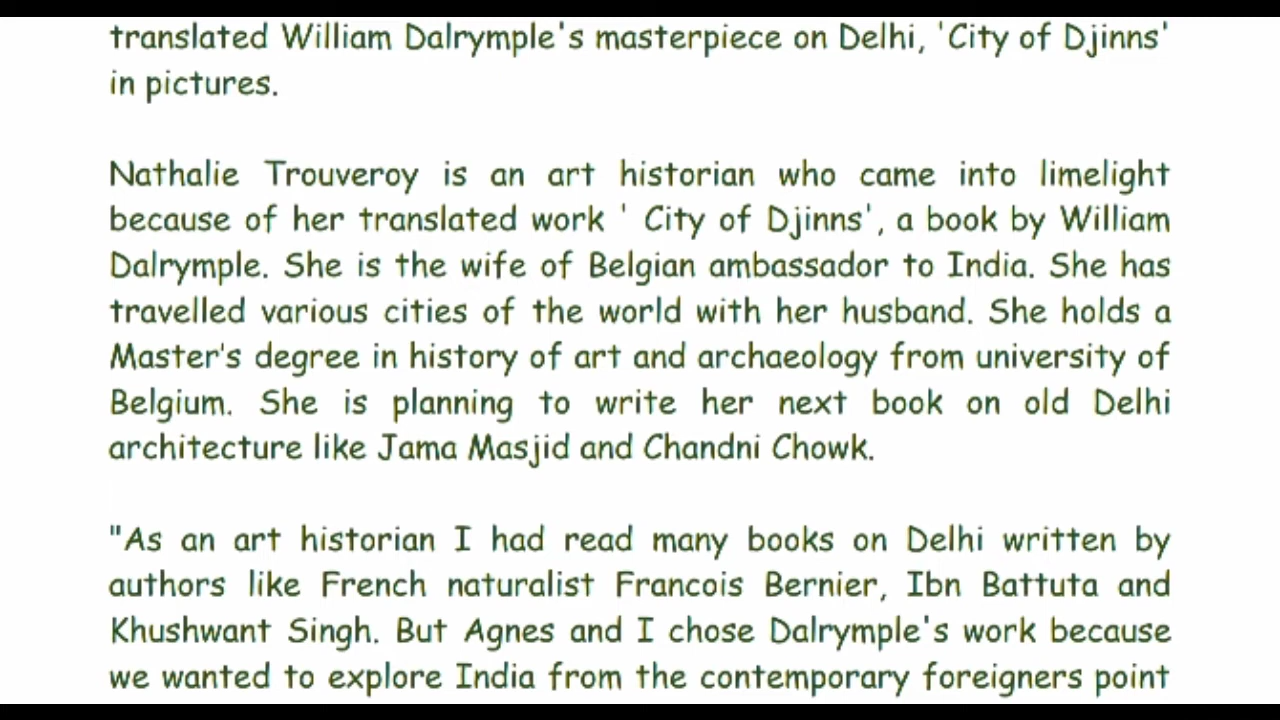 translated William Dalrymple's masterpiece on Delhi, 'City of Djinns'
in pictures.
Nathalie Trouveroy is an art historian who came into limelight
because of her translated work ' City of Djinns', a book by William
Dalrymple. She is the wife of Belgian ambassador to India. She has
travelled various cities of the world with her husband. She holds a
Master's degree in history of art and archaeology from university of
Belgium. She is planning to write her next book on old Delhi
architecture like Jama Masjid and Chandni Chowk.
"As an art historian I had read many books on Delhi written by
authors like French naturalist Francois Bernier, Ibn Battuta and
Khushwant Singh. But Agnes and I chose Dalrymple's work because
we wanted to explore India from the contemporary foreigners point